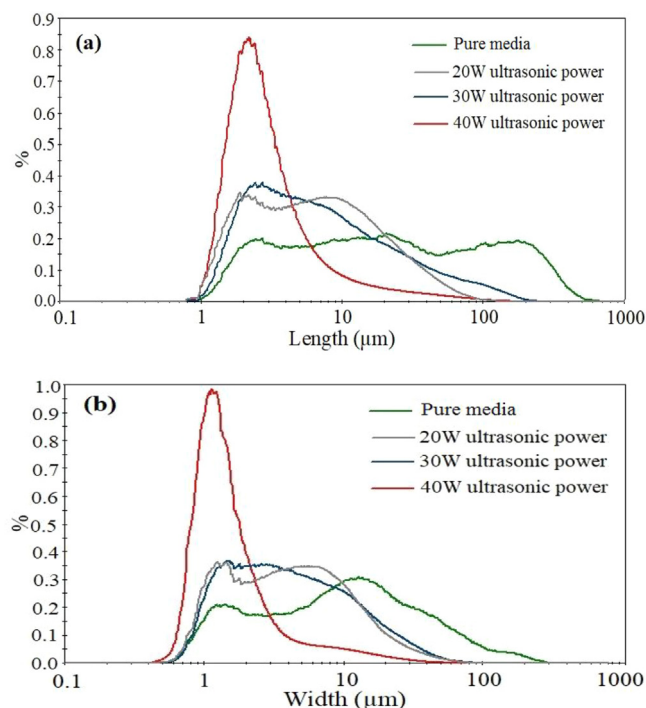 (a)
0.9
0.8
0.7
0.6
0.5
0.4
0.3
0.2
0.1
0.0
%
Pure media
20W ultrasonic power
30W ultrasonic power
40W ultrasonic power
0.1 1 10 100 1000
Length (µm)
(b)
1.0
0.9
0.8
0.7
0.6
0.5
0.4
0.3
0.2
0.1
0.0
%
Pure media
20W ultrasonic power
30W ultrasonic power
40W ultrasonic power
0.1 1 10 100 1000
Width (µm)